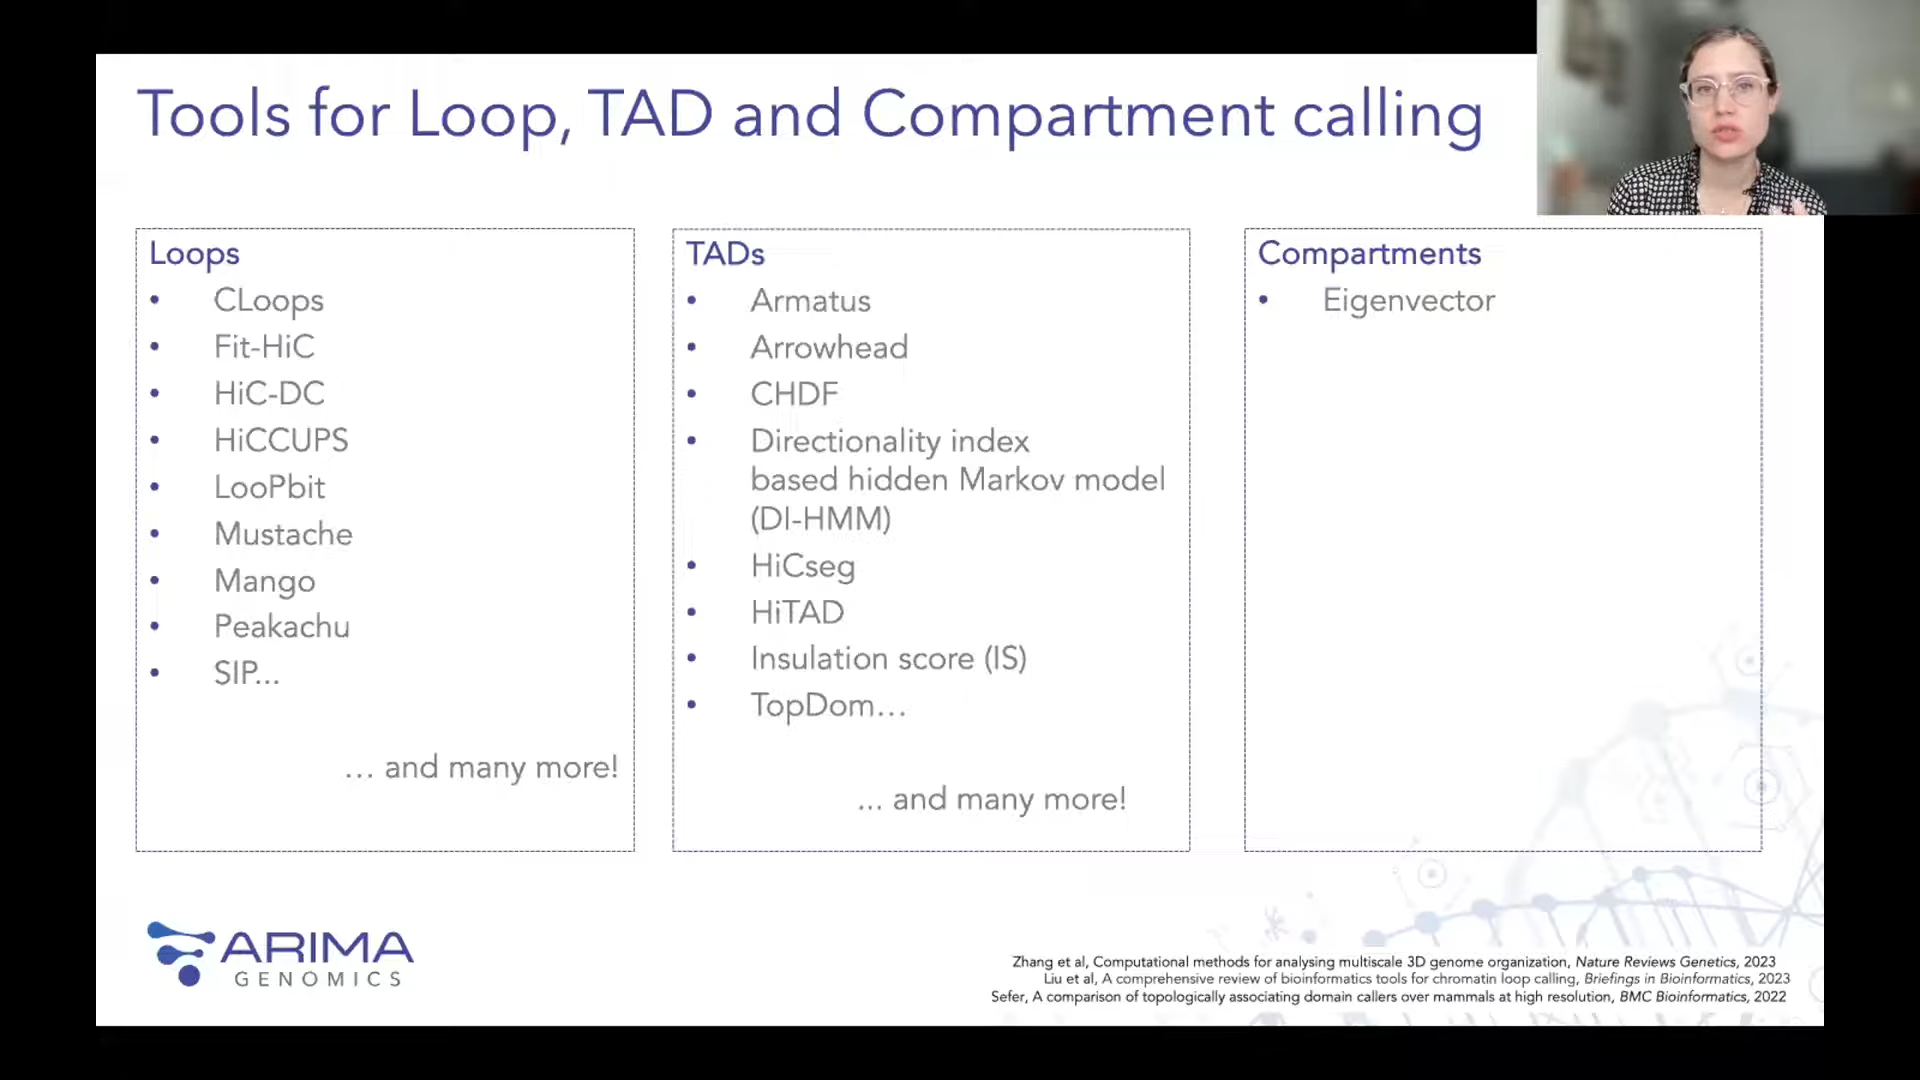 Tools for Loop, TAD and Compartment calling
Loops
• CLoops
• Fit-HiC
• HiC-DC
• HiCCUPS
• LooPbit
• Mustache
• Mango
• Peakachu
• SIP...
... and many more!
TADs
• Armatus
• Arrowhead
• CHDF
• Directionality index
based hidden Markov model
(DI-HMM)
• HiCseg
• HiTAD
• Insulation score (IS)
• TopDom...
... and many more!
Compartments
• Eigenvector
ARIMA
GENOMICS
Zhang et al, Computational methods for analysing multiscale 3D genome organization, Nature Reviews Genetics, 2023
Liu et al, A comprehensive review of bioinformatics tools for chromatin loop calling, Briefings in Bioinformatics, 2023
Sefer, A comparison of topologically associating domain callers over mammals at high resolution, BMC Bioinformatics, 2022